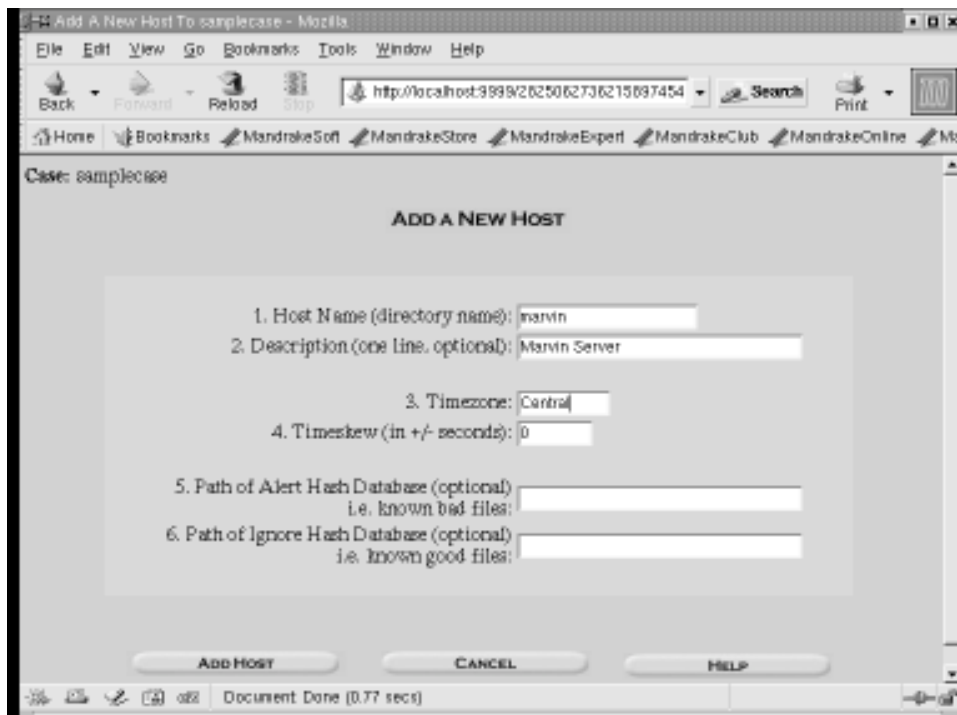 Add A New Host To samplecase - Mozilla
File Edit View Go Bookmarks Tools Window Help
Back Forward Reload Stop http://localhost:9999/2825062736215897454 Search Print
Home Bookmarks MandrakeSoft MandrakeStore MandrakeExpert MandrakeClub MandrakeOnline Ma
Case: samplecase
ADD A NEW HOST
1. Host Name (directory name): marvin
2. Description (one line, optional): Marvin Server
3. Timezone: Central
4. Timeskew (in +/- seconds): 0
5. Path of Alert Hash Database (optional)
i.e. known bad files:
6. Path of Ignore Hash Database (optional)
i.e. known good files:
ADD HOST CANCEL HELP
Document: Done (0.77 secs)